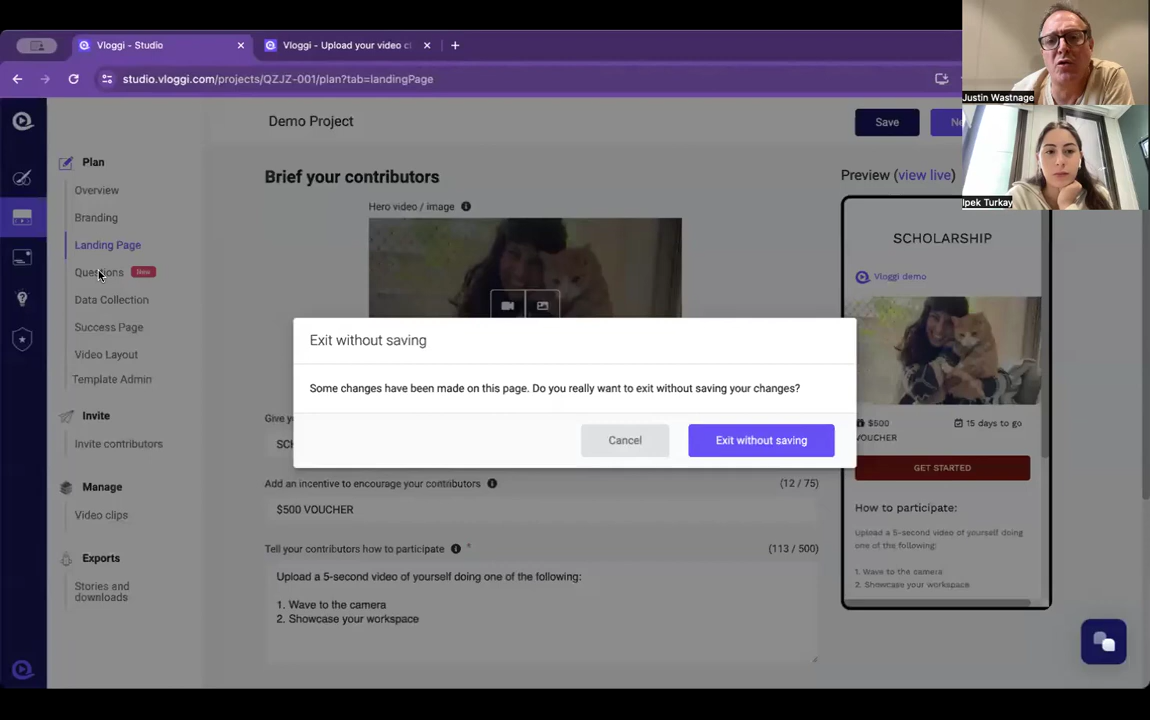 Vloggi - Studio
Vloggi - Upload your video cl
studio.vloggi.com/projects/QZJZ-001/plan?tab=landingPage
Justin Wastnage
Ipek Turkay
Demo Project
Save
Plan
Overview
Branding
Landing Page
Questions New
Data Collection
Success Page
Video Layout
Template Admin
Invite
Invite contributors
Manage
Video clips
Exports
Stories and
downloads
Brief your contributors
Hero video / image
Exit without saving
Some changes have been made on this page. Do you really want to exit without saving your changes?
Cancel
Exit without saving
Add an incentive to encourage your contributors
(12 / 75)
$500 VOUCHER
Tell your contributors how to participate *
(113 / 500)
Upload a 5-second video of yourself doing one of the following:
1. Wave to the camera
2. Showcase your workspace
Preview (view live)
SCHOLARSHIP
Vloggi demo
$500
VOUCHER
15 days to go
GET STARTED
How to participate:
Upload a 5-second video of yourself doing
one of the following:
1. Wave to the camera
2. Showcase your workspace